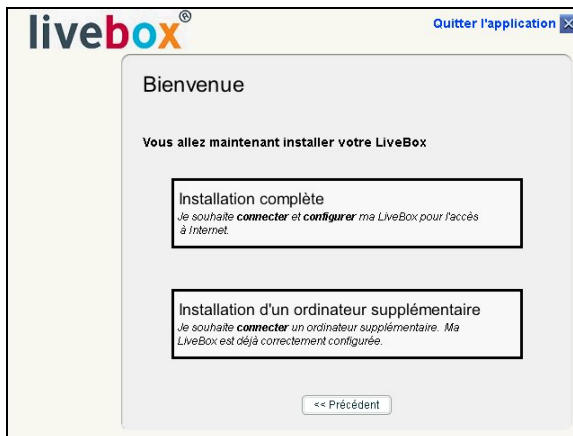 livebox®
Quitter l'application
Bienvenue
Vous allez maintenant installer votre LiveBox
Installation complète
Je souhaite connecter et configurer ma LiveBox pour l'accès
à Internet.
Installation d'un ordinateur supplémentaire
Je souhaite connecter un ordinateur supplémentaire. Ma
LiveBox est déjà correctement configurée.
<< Précédent